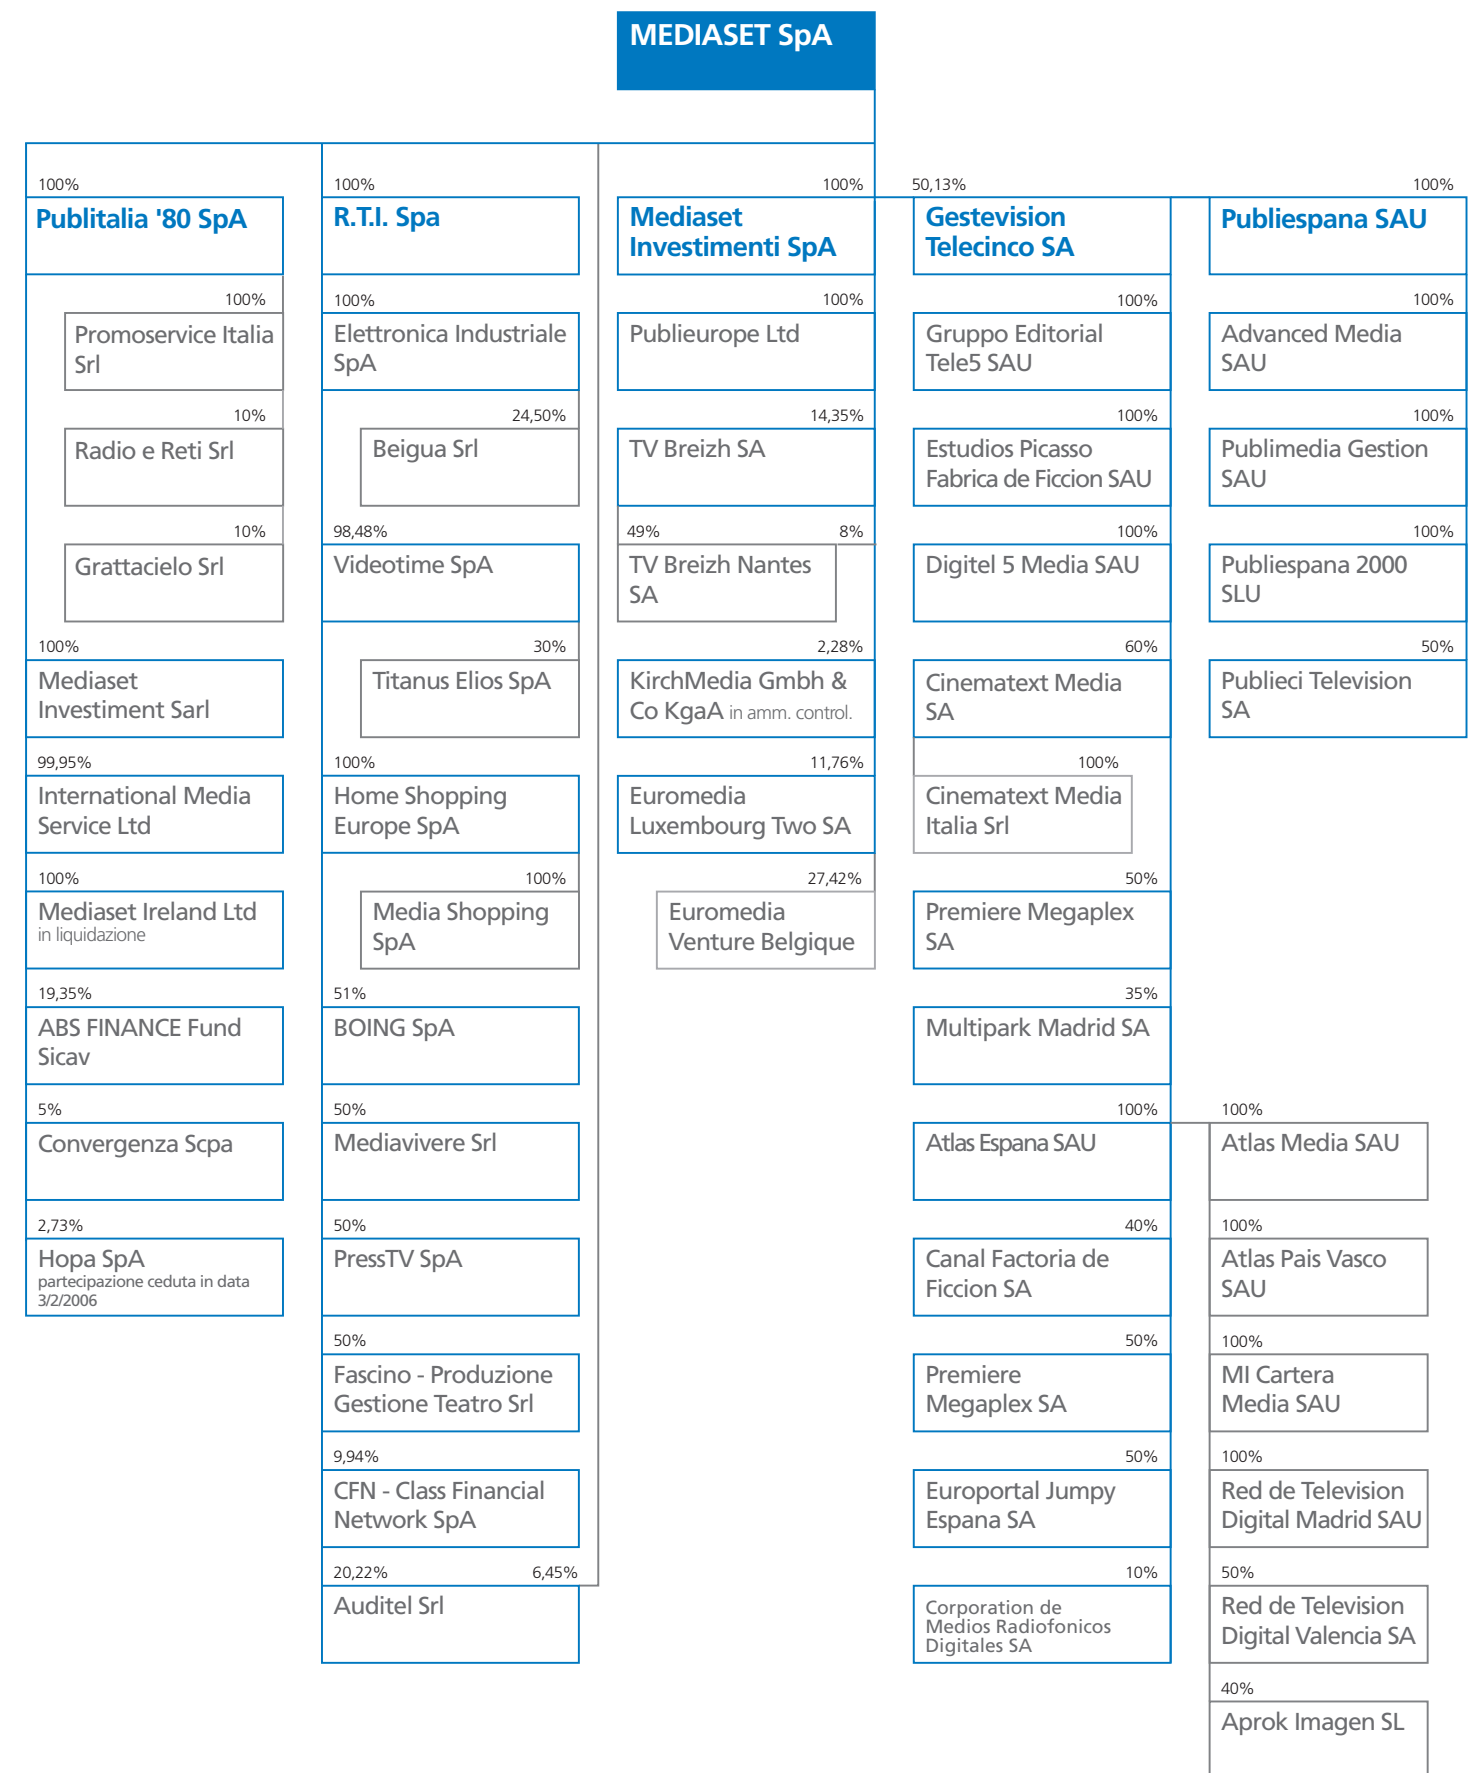 MEDIASET SpA
100%
Publitalia '80 SpA
100%
Promoservice Italia
Srl
10%
Radio e Reti Srl
10%
Grattacielo Srl
100%
Mediaset
Investiment Sarl
99,95%
International Media
Service Ltd
100%
Mediaset Ireland Ltd
in liquidazione
19,35%
ABS FINANCE Fund
Sicav
5%
Convergenza Scpa
2,73%
Hopa SpA
partecipazione ceduta in data
3/2/2006
100%
R.T.I. Spa
100%
Elettronica Industriale
SpA
24,50%
Beigua Srl
98,48%
Videotime SpA
30%
Titanus Elios SpA
100%
Home Shopping
Europe SpA
100%
Media Shopping
SpA
51%
BOING SpA
50%
Mediavivere Srl
50%
PressTV SpA
50%
Fascino - Produzione
Gestione Teatro Srl
9,94%
CFN - Class Financial
Network SpA
20,22% 6,45%
Auditel Srl
100%
Mediaset
Investimenti SpA
100%
Publieurope Ltd
14,35%
TV Breizh SA
49% 8%
TV Breizh Nantes
SA
2,28%
KirchMedia Gmbh &
Co KgaA in amm. control.
11,76%
Euromedia
Luxembourg Two SA
27,42%
Euromedia
Venture Belgique
50,13%
Gestevision
Telecinco SA
100%
Gruppo Editorial
Tele5 SAU
100%
Estudios Picasso
Fabrica de Ficcion SAU
100%
Digitel 5 Media SAU
60%
Cinematext Media
SA
100%
Cinematext Media
Italia Srl
50%
Premiere Megaplex
SA
35%
Multipark Madrid SA
100%
Atlas Espana SAU
40%
Canal Factoria de
Ficcion SA
50%
Premiere
Megaplex SA
50%
Europortal Jumpy
Espana SA
10%
Corporation de
Medios Radiofonicos
Digitales SA
100%
Publiespana SAU
100%
Advanced Media
SAU
100%
Publimedia Gestion
SAU
100%
Publiespana 2000
SLU
50%
Publieci Television
SA
100%
Atlas Media SAU
100%
Atlas Pais Vasco
SAU
100%
MI Cartera
Media SAU
100%
Red de Television
Digital Madrid SAU
50%
Red de Television
Digital Valencia SA
40%
Aprok Imagen SL